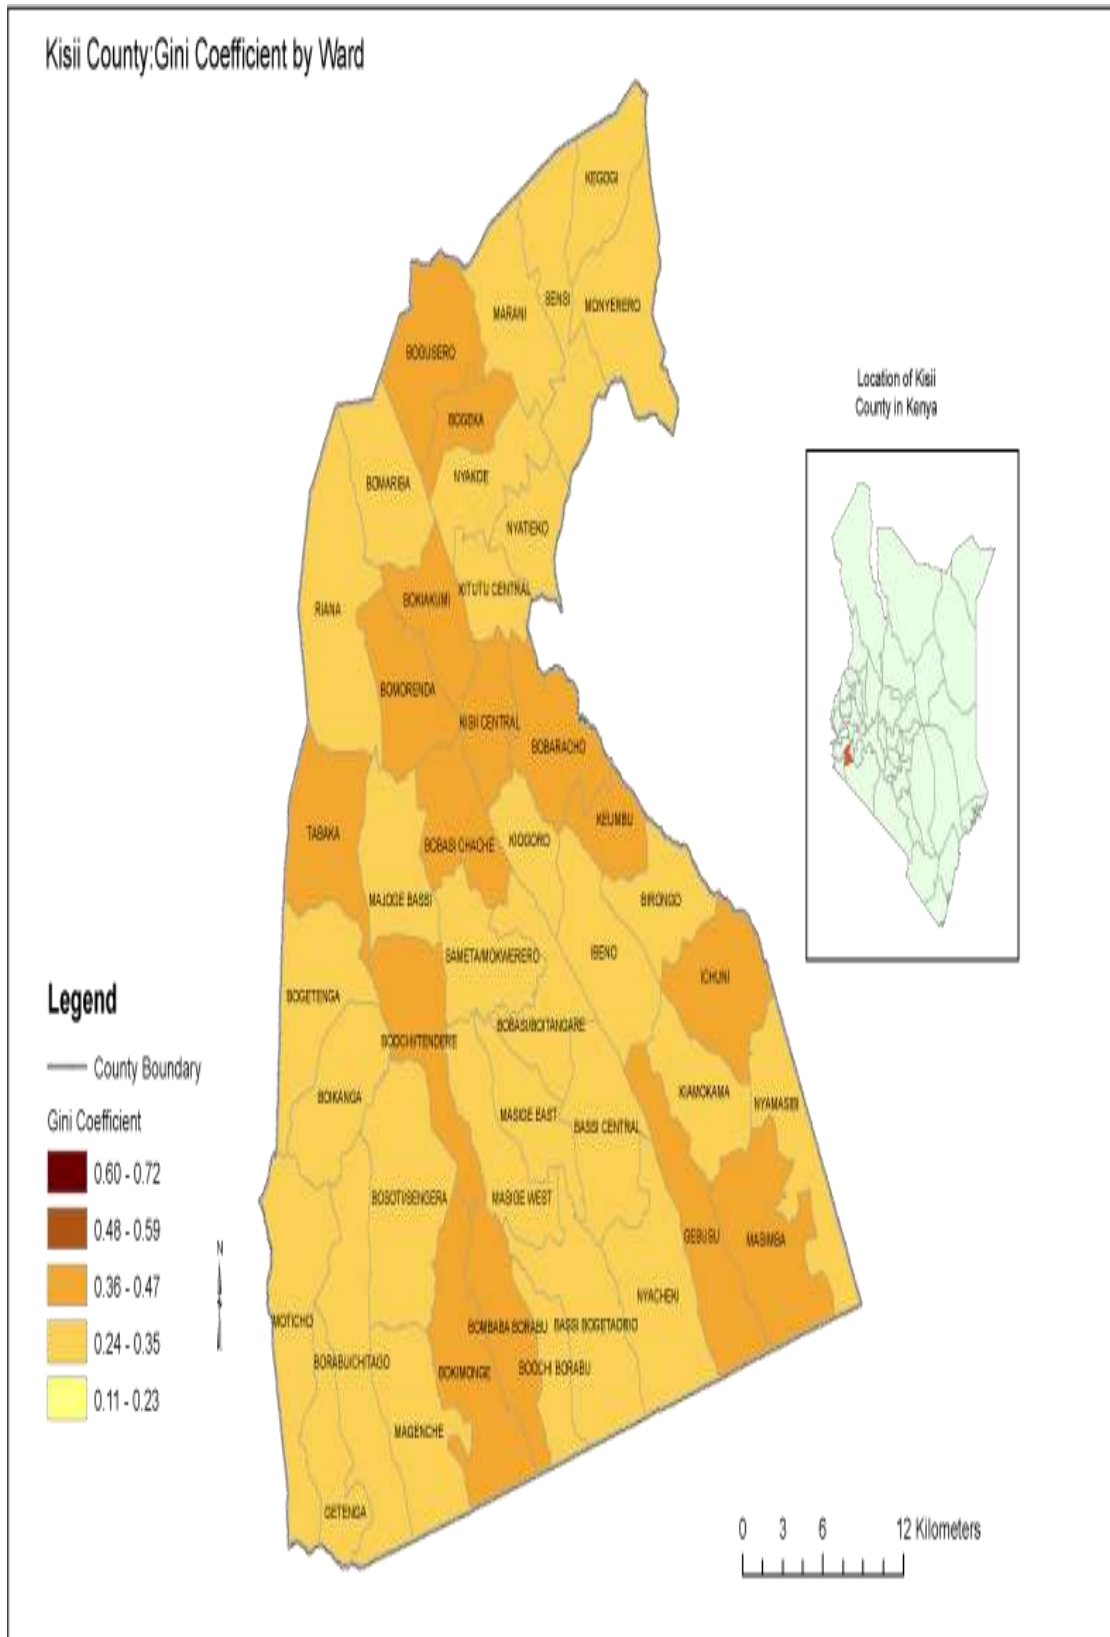 Kisii County:Gini Coefficient by Ward
KEGOGI
SENSI
MONYERERO
MARANI
BOGUSERO
BOGEKA
NYAKOE
BOMARIBA
NYATIEKO
KITUTU CENTRAL
BOKIAKUMI
RIANA
BOMORENDA
KISII CENTRAL
BOBARACHO
KEUMBU
TABAKA
BOBASI CHACHE
KIOGORO
MAJOGE BASSI
BIRONGO
SAMETA/MOKWERERO
IBENO
ICHUNI
BOGETENGA
BOBASI/BOITANGARE
BOOCHI/TENDERE
BOIKANGA
MASIGE EAST
BASSI CENTRAL
KIAMOKAMA
NYAMASIBI
BOSOTI/SENGERA
MASIGE WEST
GESUSU
MASIMBA
NYACHEKI
MOTICHO
BOMBABA BORABU
BASSI BOGETAORIO
BORABU/CHITAGO
BOKIMONGE
BOOCHI BORABU
MAGENCHE
GETENGA
Location of Kisii
County in Kenya
Legend
County Boundary
Gini Coefficient
0.60 - 0.72
0.48 - 0.59
0.36 - 0.47
0.24 - 0.35
0.11 - 0.23
N
0 3 6 12 Kilometers